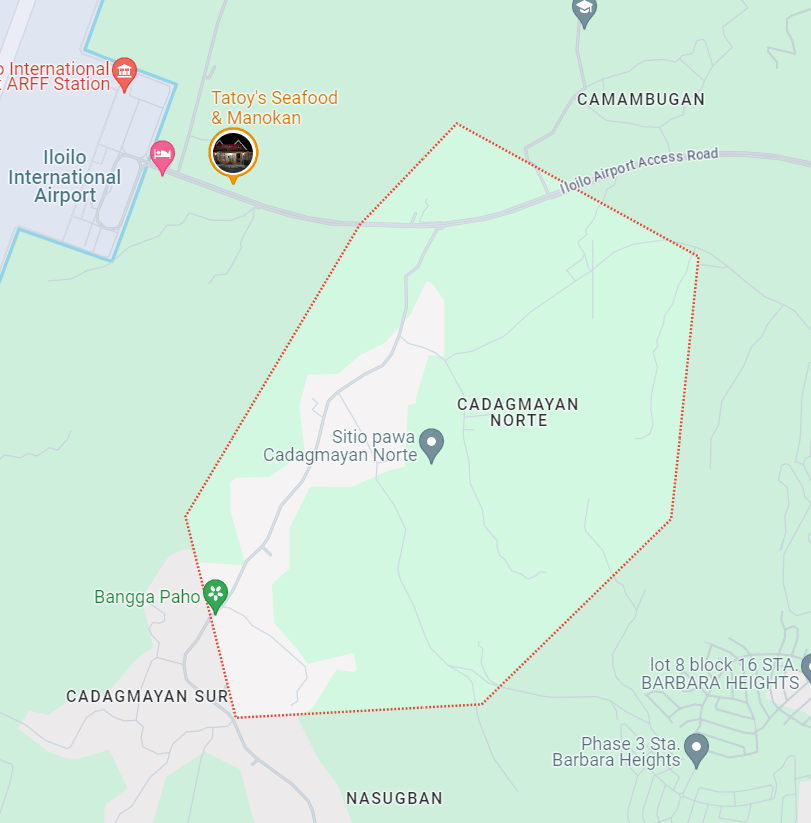 CAMAMBUGAN
o International
t ARFF Station
Tatoy's Seafood
& Manokan
Iloilo Airport Access Road
Iloilo
International
Airport
CADAGMAYAN
NORTE
Sitio pawa
Cadagmayan Norte
Bangga Paho
CADAGMAYAN SUR
lot 8 block 16 STA.
BARBARA HEIGHTS
Phase 3 Sta.
Barbara Heights
NASUGBAN